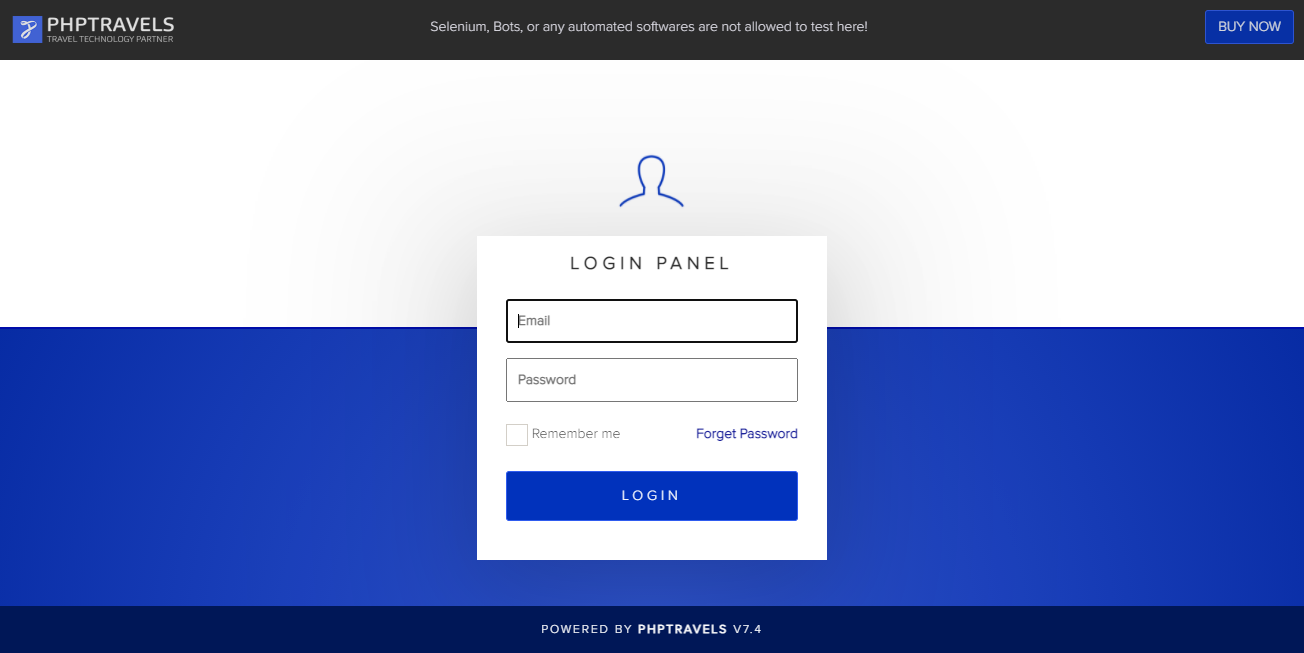 PHPTRAVELS
TRAVEL TECHNOLOGY PARTNER
Selenium, Bots, or any automated softwares are not allowed to test here!
BUY NOW
LOGIN PANEL
Email
Password
Remember me
Forget Password
LOGIN
POWERED BY PHPTRAVELS V7.4